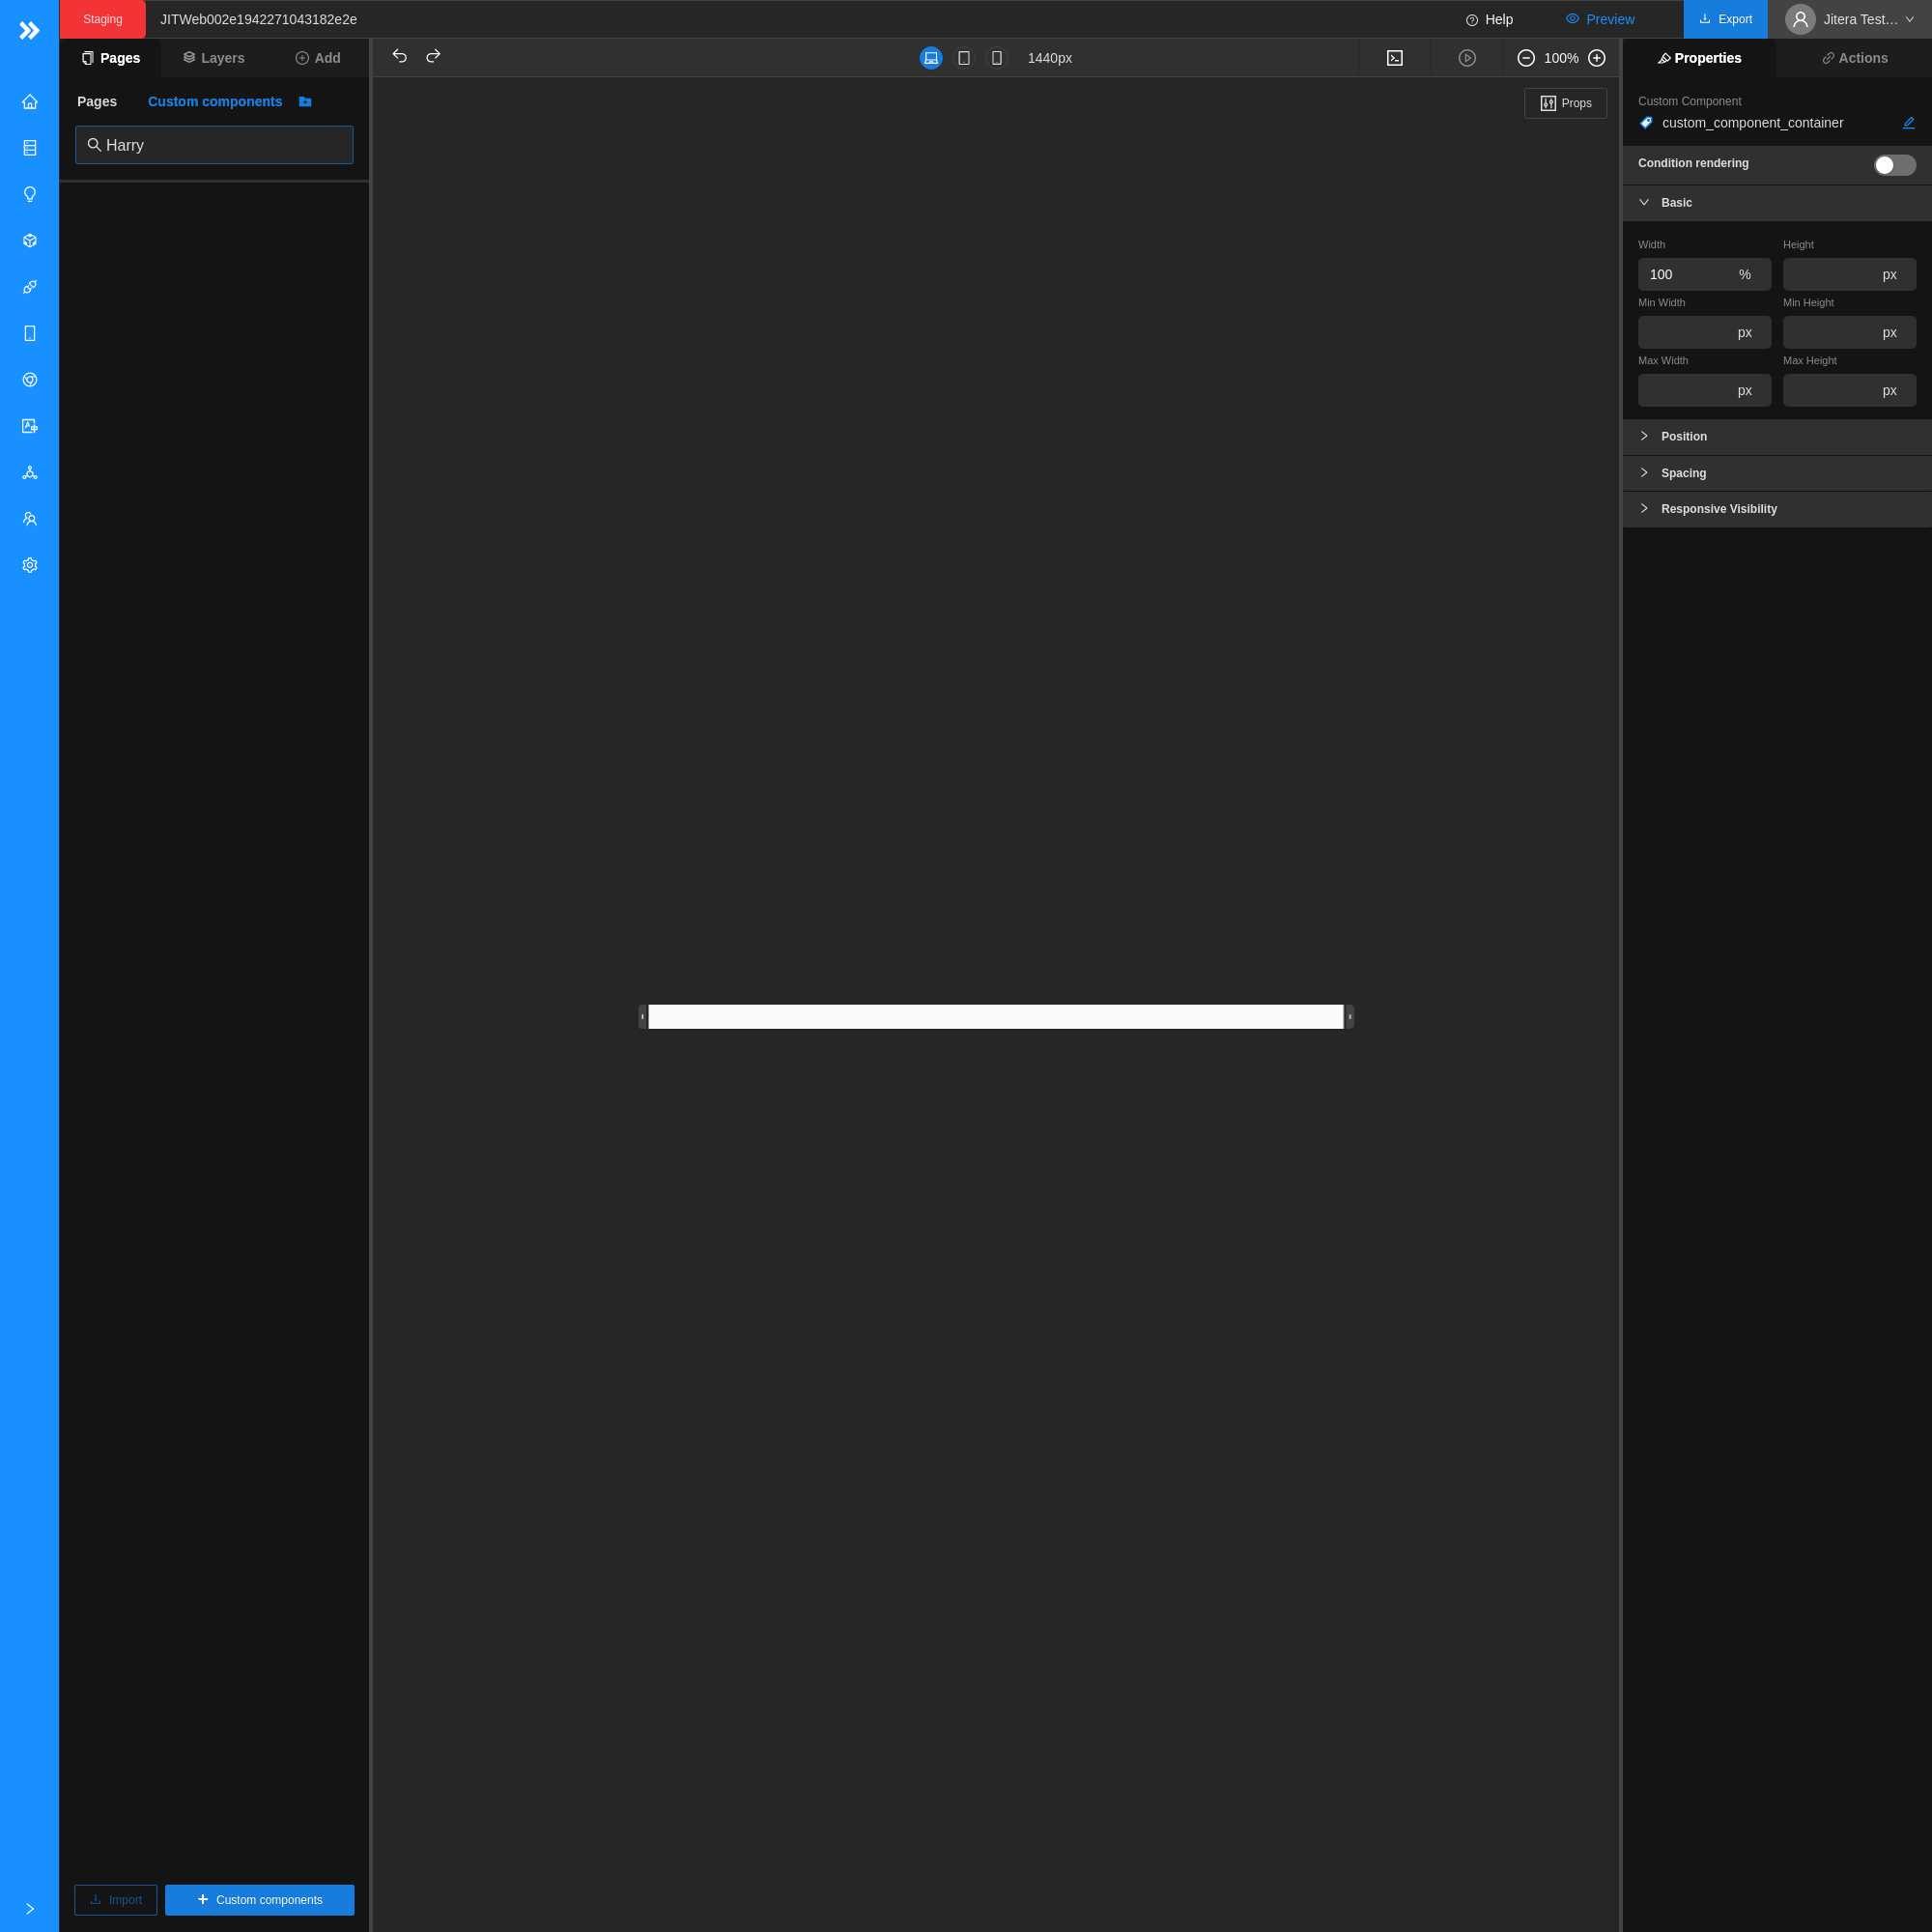 Staging
JITWeb002e1942271043182e2e
Help
Preview
Export
Jitera Test…
Pages
Layers
Add
1440px
100%
Properties
Actions
Pages
Custom components
Harry
Props
Custom Component
custom_component_container
Condition rendering
Basic
Width
Height
100 %
px
Min Width
Min Height
px
px
Max Width
Max Height
px
px
Position
Spacing
Responsive Visibility
Import
Custom components